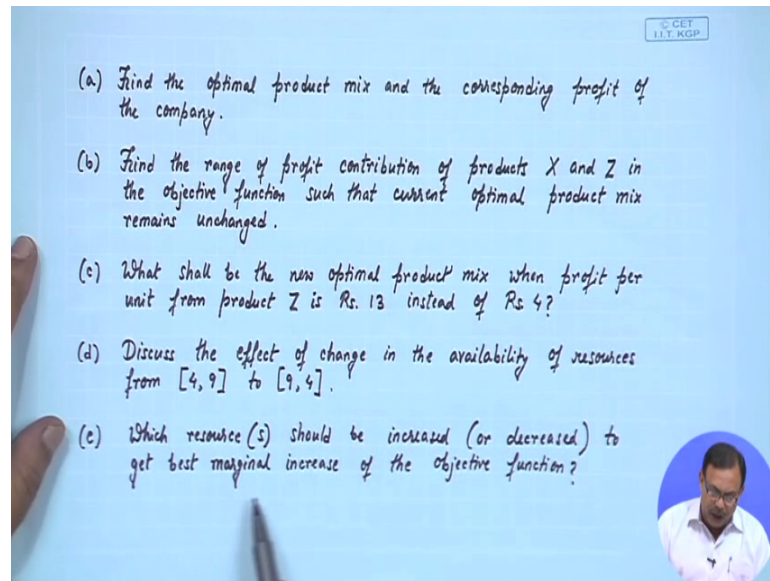 © CET
I.I.T. KGP
(a) Find the optimal product mix and the corresponding profit of
the company.
(b) Find the range of profit contribution of products X and Z in
the objective function such that current optimal product mix
remains unchanged.
(c) What shall be the new optimal product mix when profit per
unit from product Z is Rs. 13 instead of Rs 4?
(d) Discuss the effect of change in the availability of resources
from [4, 9] to [9, 4].
(e) Which resource(s) should be increased (or decreased) to
get best marginal increase of the objective function?